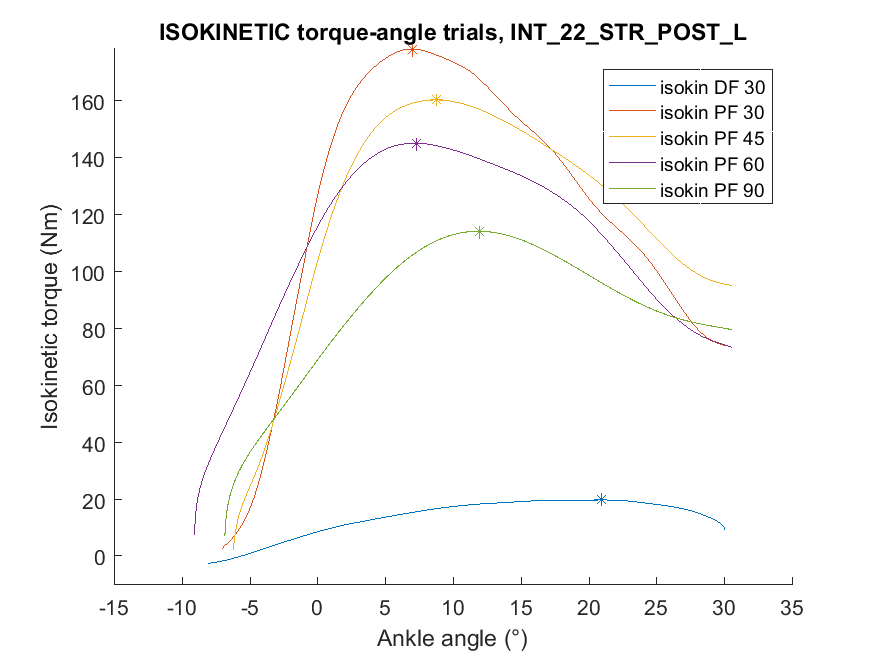 ISOKINETIC torque-angle trials, INT_22_STR_POST_L
isokin DF 30
isokin PF 30
isokin PF 45
isokin PF 60
isokin PF 90
160
140
120
100
80
60
40
20
0
Isokinetic torque (Nm)
-15 -10 -5 0 5 10 15 20 25 30 35
Ankle angle (°)